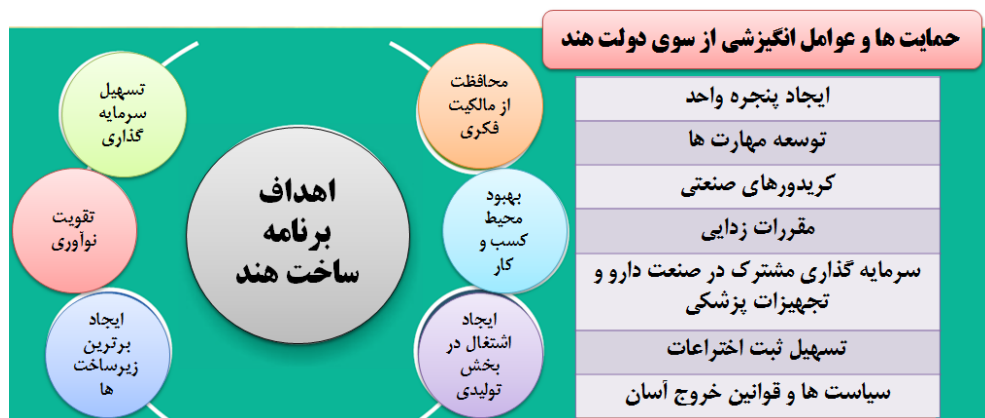 حمایت ها و عوامل انگیزشی از سوی دولت هند
ایجاد پنجره واحد
توسعه مهارت ها
کریدورهای صنعتی
مقررات زدایی
سرمایه گذاری مشترک در صنعت دارو و
تجهیزات پزشکی
تسهیل ثبت اختراعات
سیاست ها و قوانین خروج آسان
اهداف
برنامه
ساخت هند
محافظت
از مالکیت
فکری
بهبود
محیط
کسب و
کار
ایجاد
اشتغال در
بخش
تولیدی
تسهیل
سرمایه
گذاری
تقویت
نوآوری
ایجاد
برترین
زیرساخت
ها